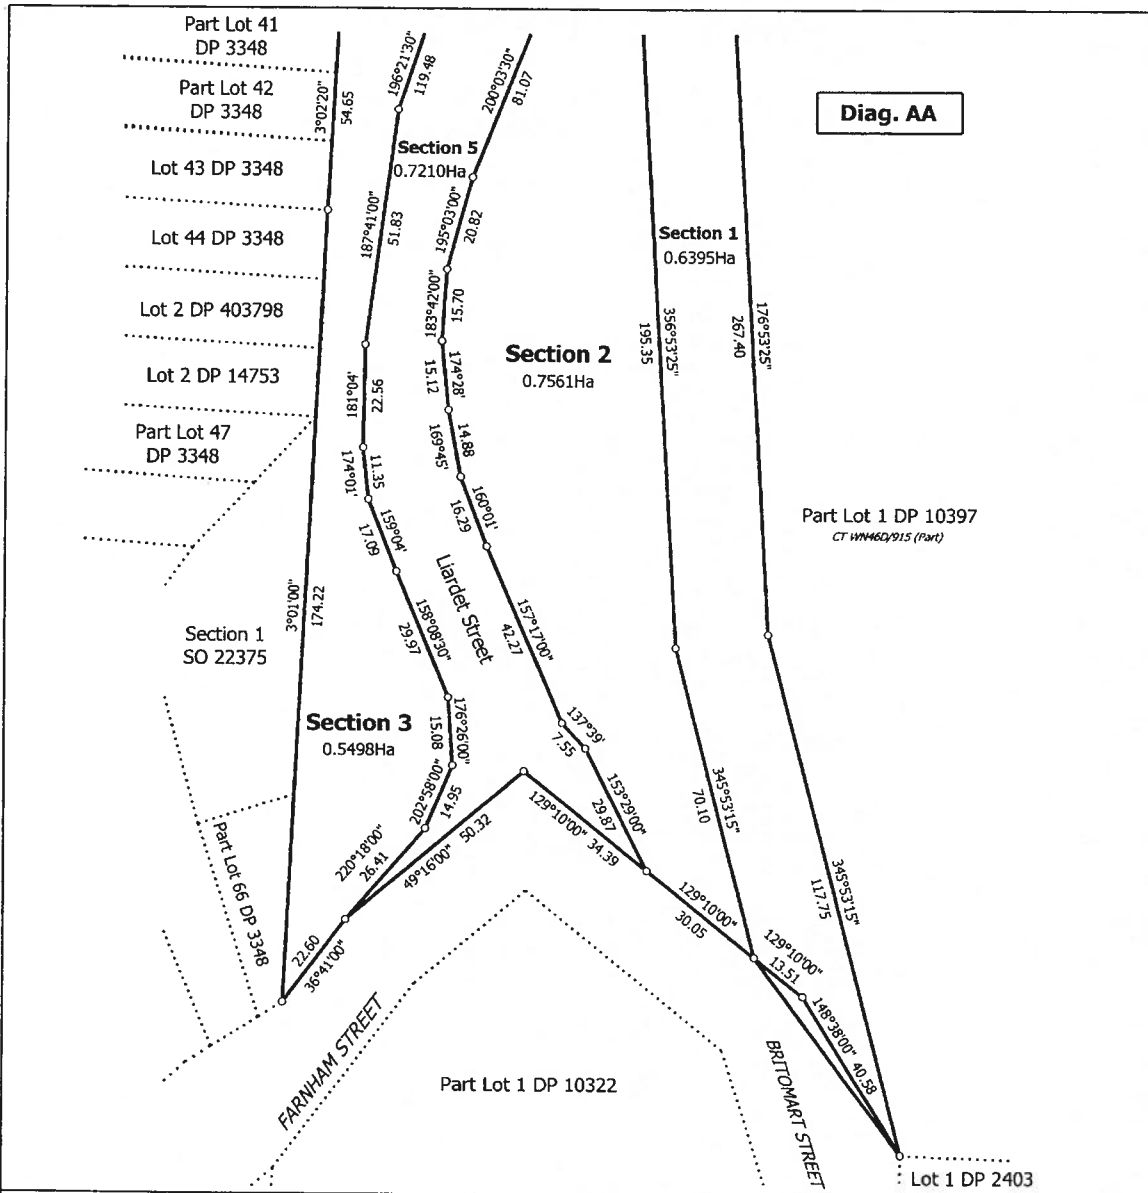 Part Lot 41
DP 3348
Part Lot 42
DP 3348
Lot 43 DP 3348
Lot 44 DP 3348
Lot 2 DP 403798
Lot 2 DP 14753
Part Lot 47
DP 3348
Section 1
SO 22375
Part Lot 66 DP 3348
3°02'20"
54.65
3°01'00"
174.22
196°21'30"
119.48
Section 5
0.7210Ha
187°41'00"
51.83
181°04'
22.56
174°01'
11.35
159°04'
17.09
158°08'30"
29.97
176°26'00"
15.08
202°58'00"
14.95
220°18'00"
26.41
22.60
36°41'00"
Section 3
0.5498Ha
200°03'30"
81.07
195°03'00"
20.82
183°42'00"
15.70
174°28'
15.12
14.88
169°45'
160°01'
16.29
Liardet Street
157°17'00"
42.27
137°39'
7.55
153°29'00"
29.87
49°16'00"
50.32
129°10'00"
34.39
Section 2
0.7561Ha
Section 1
0.6395Ha
356°53'25"
195.35
176°53'25"
267.40
345°53'15"
70.10
345°53'15"
117.75
129°10'00"
30.05
129°10'00"
13.51
148°38'00"
40.58
Diag. AA
Part Lot 1 DP 10397
CT WN46D/915 (Part)
FARNHAM STREET
Part Lot 1 DP 10322
BRITOMART STREET
Lot 1 DP 2403